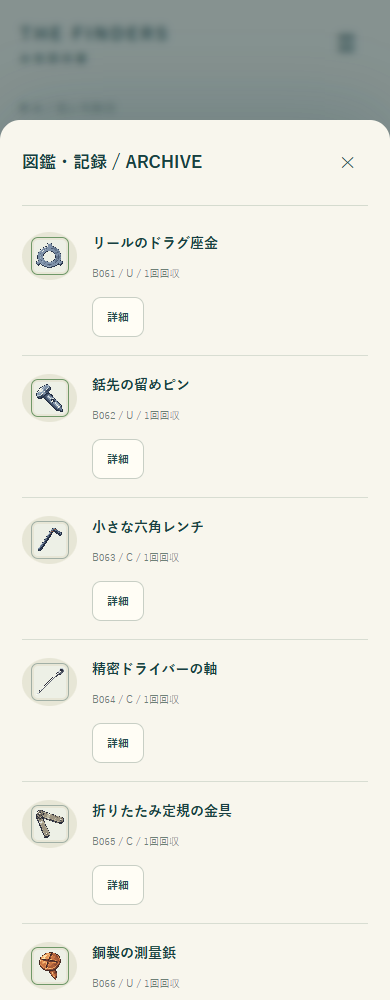 THE FINDERS
図鑑・記録 / ARCHIVE
リールのドラグ座金
B061 / U / 1回回収
詳細
銛先の留めピン
B062 / U / 1回回収
詳細
小さな六角レンチ
B063 / C / 1回回収
詳細
精密ドライバーの軸
B064 / C / 1回回収
詳細
折りたたみ定規の金具
B065 / C / 1回回収
詳細
銅製の測量鋲
B066 / U / 1回回収